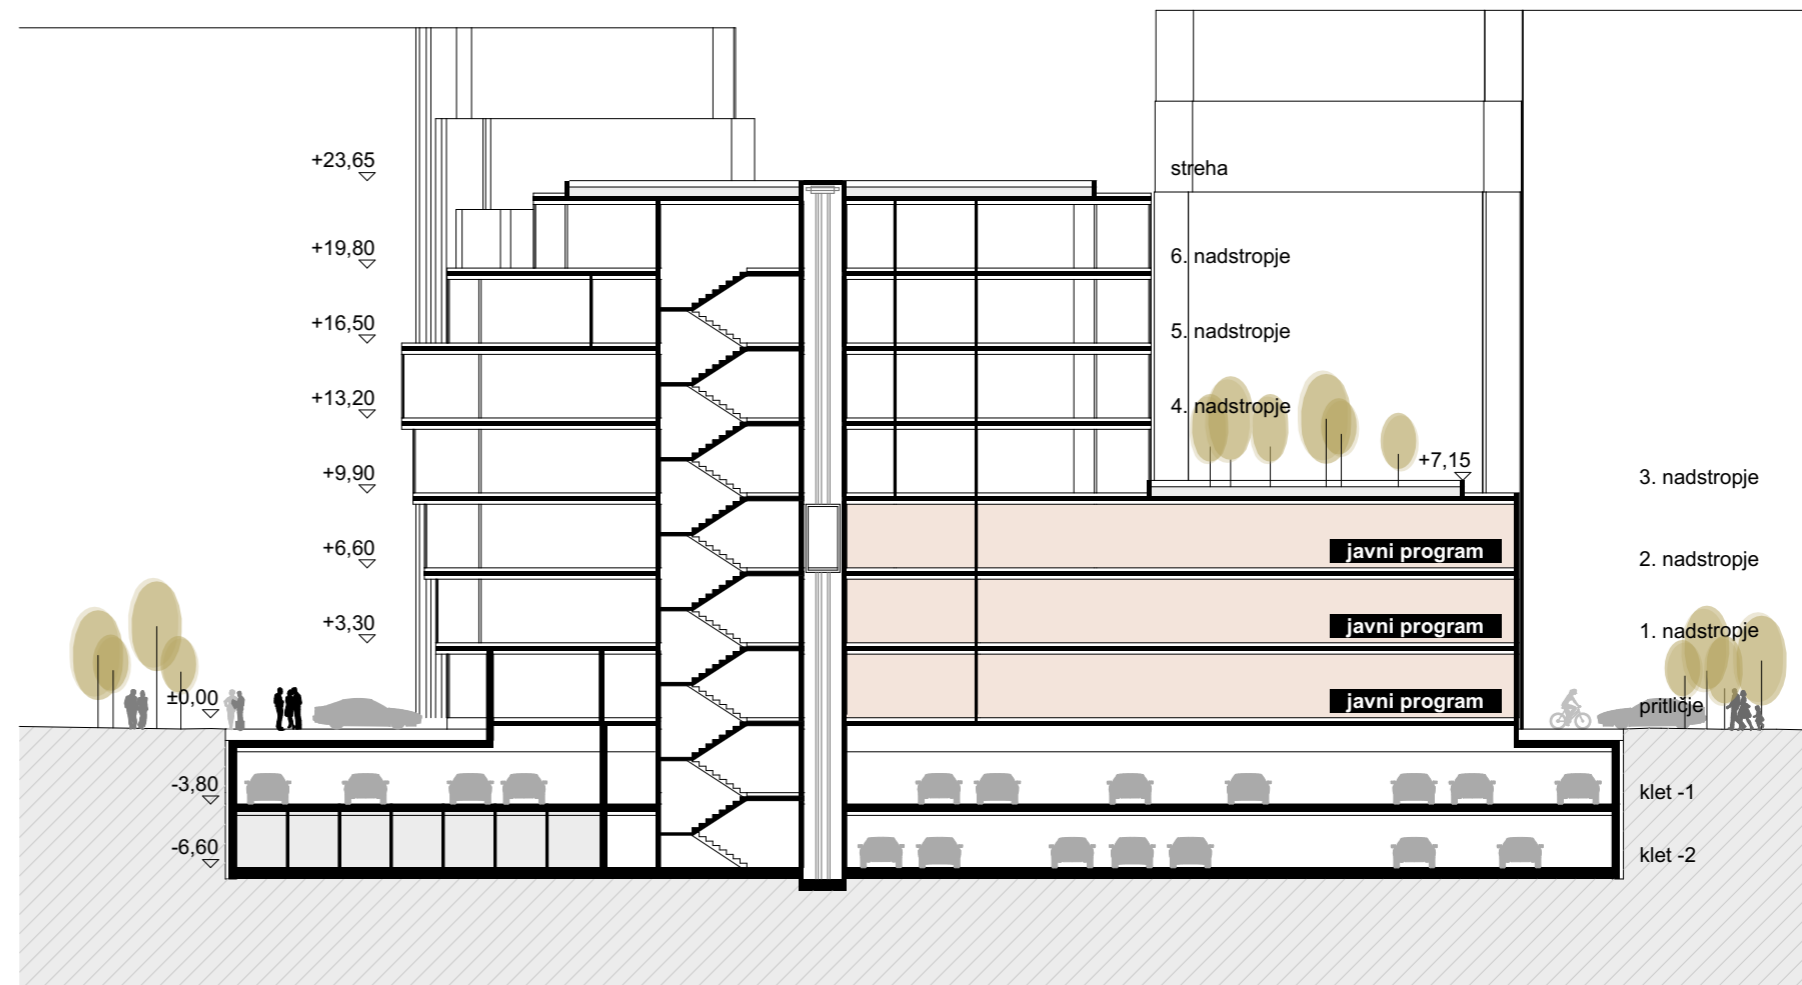 +23,65
streha
+19,80
6. nadstropje
+16,50
5. nadstropje
+13,20
4. nadstropje
+7,15
+9,90
3. nadstropje
+6,60
javni program
2. nadstropje
+3,30
javni program
1. nadstropje
±0,00
javni program
pritličje
-3,80
klet -1
-6,60
klet -2